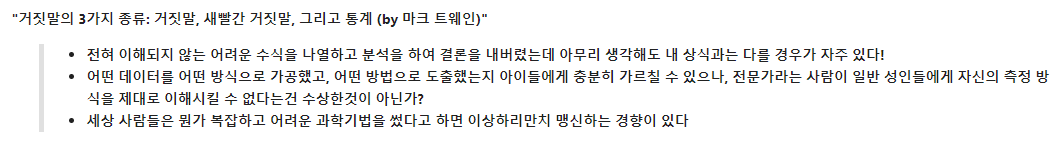 "거짓말의 3가지 종류: 거짓말, 새빨간 거짓말, 그리고 통계 (by 마크 트웨인)"
• 전혀 이해되지 않는 어려운 수식을 나열하고 분석을 하여 결론을 내버렸는데 아무리 생각해도 내 상식과는 다를 경우가 자주 있다!
• 어떤 데이터를 어떤 방식으로 가공했고, 어떤 방법으로 도출했는지 아이들에게 충분히 가르칠 수 있으나, 전문가라는 사람이 일반 성인들에게 자신의 측정 방
식을 제대로 이해시킬 수 없다는건 수상한것이 아닌가?
• 세상 사람들은 뭔가 복잡하고 어려운 과학기법을 썼다고 하면 이상하리만치 맹신하는 경향이 있다